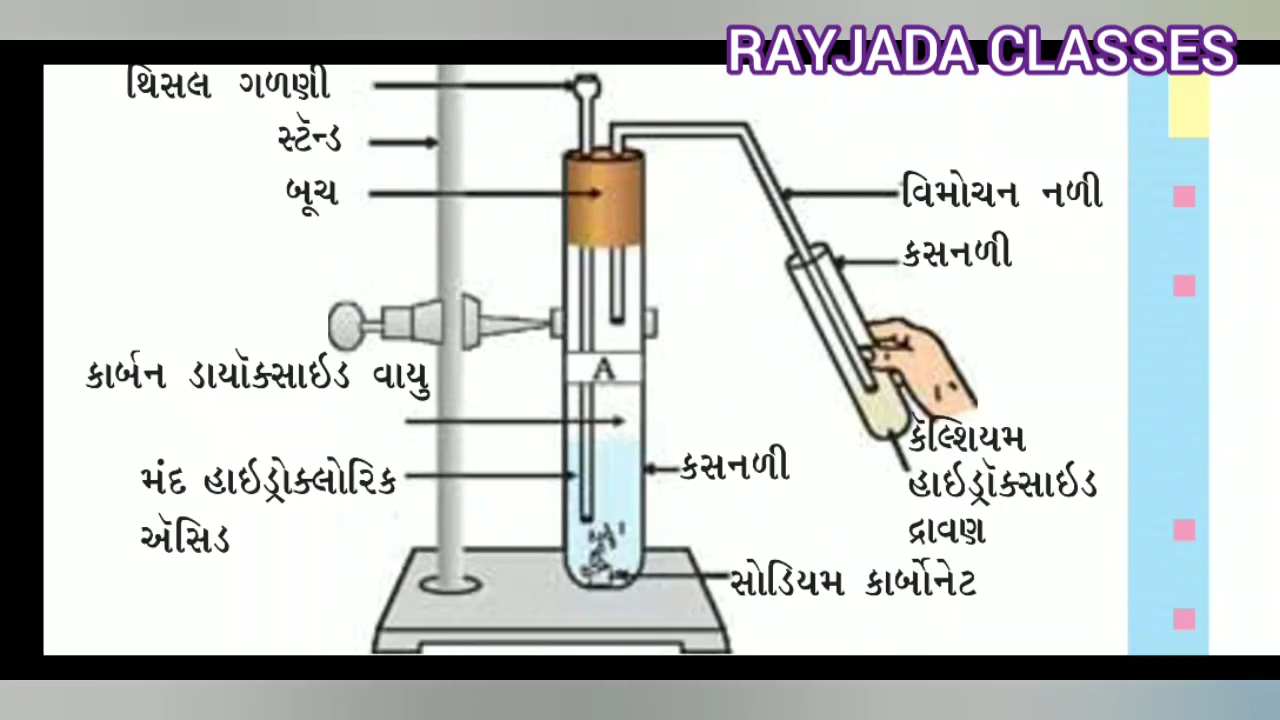 RAYJADA CLASSES
થિસલ ગળણી
સ્ટૅન્ડ
બૂચ
વિમોચન નળી
કસનળી
A
કાર્બન ડાયૉક્સાઇડ વાયુ
કૅલ્શિયમ
હાઇડ્રૉક્સાઇડ
દ્રાવણ
કસનળી
મંદ હાઇડ્રોક્લોરિક
ઍસિડ
સોડિયમ કાર્બોનેટ